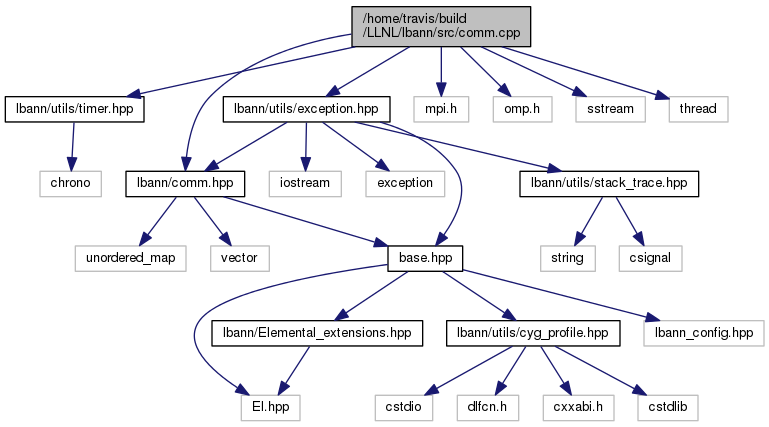 /home/travis/build
/LLNL/lbann/src/comm.cpp
lbann/utils/timer.hpp
lbann/utils/exception.hpp
mpi.h
omp.h
sstream
thread
chrono
lbann/comm.hpp
iostream
exception
lbann/utils/stack_trace.hpp
unordered_map
vector
base.hpp
string
csignal
lbann/Elemental_extensions.hpp
lbann/utils/cyg_profile.hpp
lbann_config.hpp
El.hpp
cstdio
dlfcn.h
cxxabi.h
cstdlib